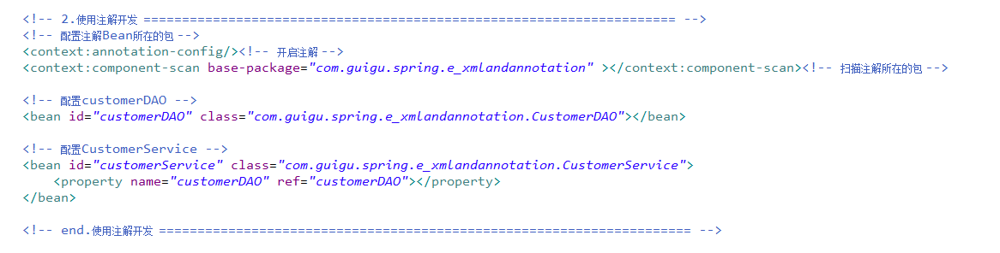 <!-- 2.使用注解开发 ===================================================================== -->
<!-- 配置注解Bean所在的包 -->
<context:annotation-config/><!-- 开启注解 -->
<context:component-scan base-package="com.guigu.spring.e_xmlandannotation" ></context:component-scan><!-- 扫描注解所在的包 -->
<!-- 配置customerDAO -->
<bean id="customerDAO" class="com.guigu.spring.e_xmlandannotation.CustomerDAO"></bean>
<!-- 配置CustomerService -->
<bean id="customerService" class="com.guigu.spring.e_xmlandannotation.CustomerService">
<property name="customerDAO" ref="customerDAO"></property>
</bean>
<!-- end.使用注解开发 ===================================================================== -->